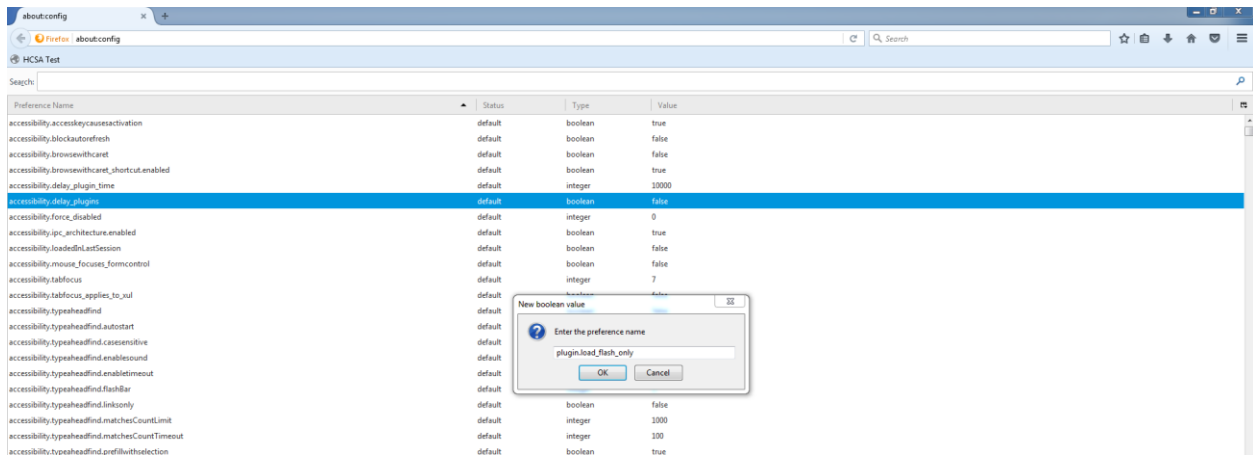 about:config
Firefox about:config Search
HCSA Test
Search:
Preference Name Status Type Value
accessibility.accesskeycausesactivation default boolean true
accessibility.blockautorefresh default boolean false
accessibility.browsewithcaret default boolean false
accessibility.browsewithcaret_shortcut.enabled default boolean true
accessibility.delay_plugin_time default integer 10000
accessibility.delay_plugins default boolean false
accessibility.force_disabled default integer 0
accessibility.ipc_architecture.enabled default boolean true
accessibility.loadedInLastSession default boolean false
accessibility.mouse_focuses_formcontrol default boolean false
accessibility.tabfocus default integer 7
accessibility.tabfocus_applies_to_xul default boolean false
accessibility.typeaheadfind default
New boolean value
accessibility.typeaheadfind.autostart default
Enter the preference name
accessibility.typeaheadfind.casesensitive default
plugin.load_flash_only
accessibility.typeaheadfind.enablesound default
accessibility.typeaheadfind.enabletimeout default
OK Cancel
accessibility.typeaheadfind.flashBar default
accessibility.typeaheadfind.linksonly default boolean false
accessibility.typeaheadfind.matchesCountLimit default integer 1000
accessibility.typeaheadfind.matchesCountTimeout default integer 100
accessibility.typeaheadfind.prefillwithselection default boolean true